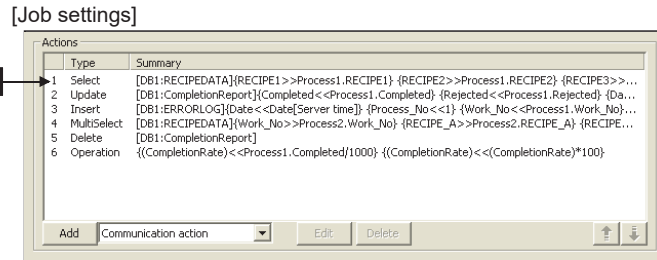 [Job settings]
Actions
Type Summary
1 Select [DB1:RECIPEDATA]{RECIPE1>>Process1.RECIPE1} {RECIPE2>>Process1.RECIPE2} {RECIPE3>>...
2 Update [DB1:CompletionReport]{Completed<<Process1.Completed} {Rejected<<Process1.Rejected} {Da...
3 Insert [DB1:ERRORLOG]{Date<<Date[Server time]} {Process_No<<1} {Work_No<<Process1.Work_No}...
4 MultiSelect [DB1:RECIPEDATA]{Work_No>>Process2.Work_No} {RECIPE_A>>Process2.RECIPE_A} {RECIPE...
5 Delete [DB1:CompletionReport]
6 Operation {(CompletionRate)<<Process1.Completed/1000} {(CompletionRate)<<(CompletionRate)*100}
Add Communication action Edit Delete